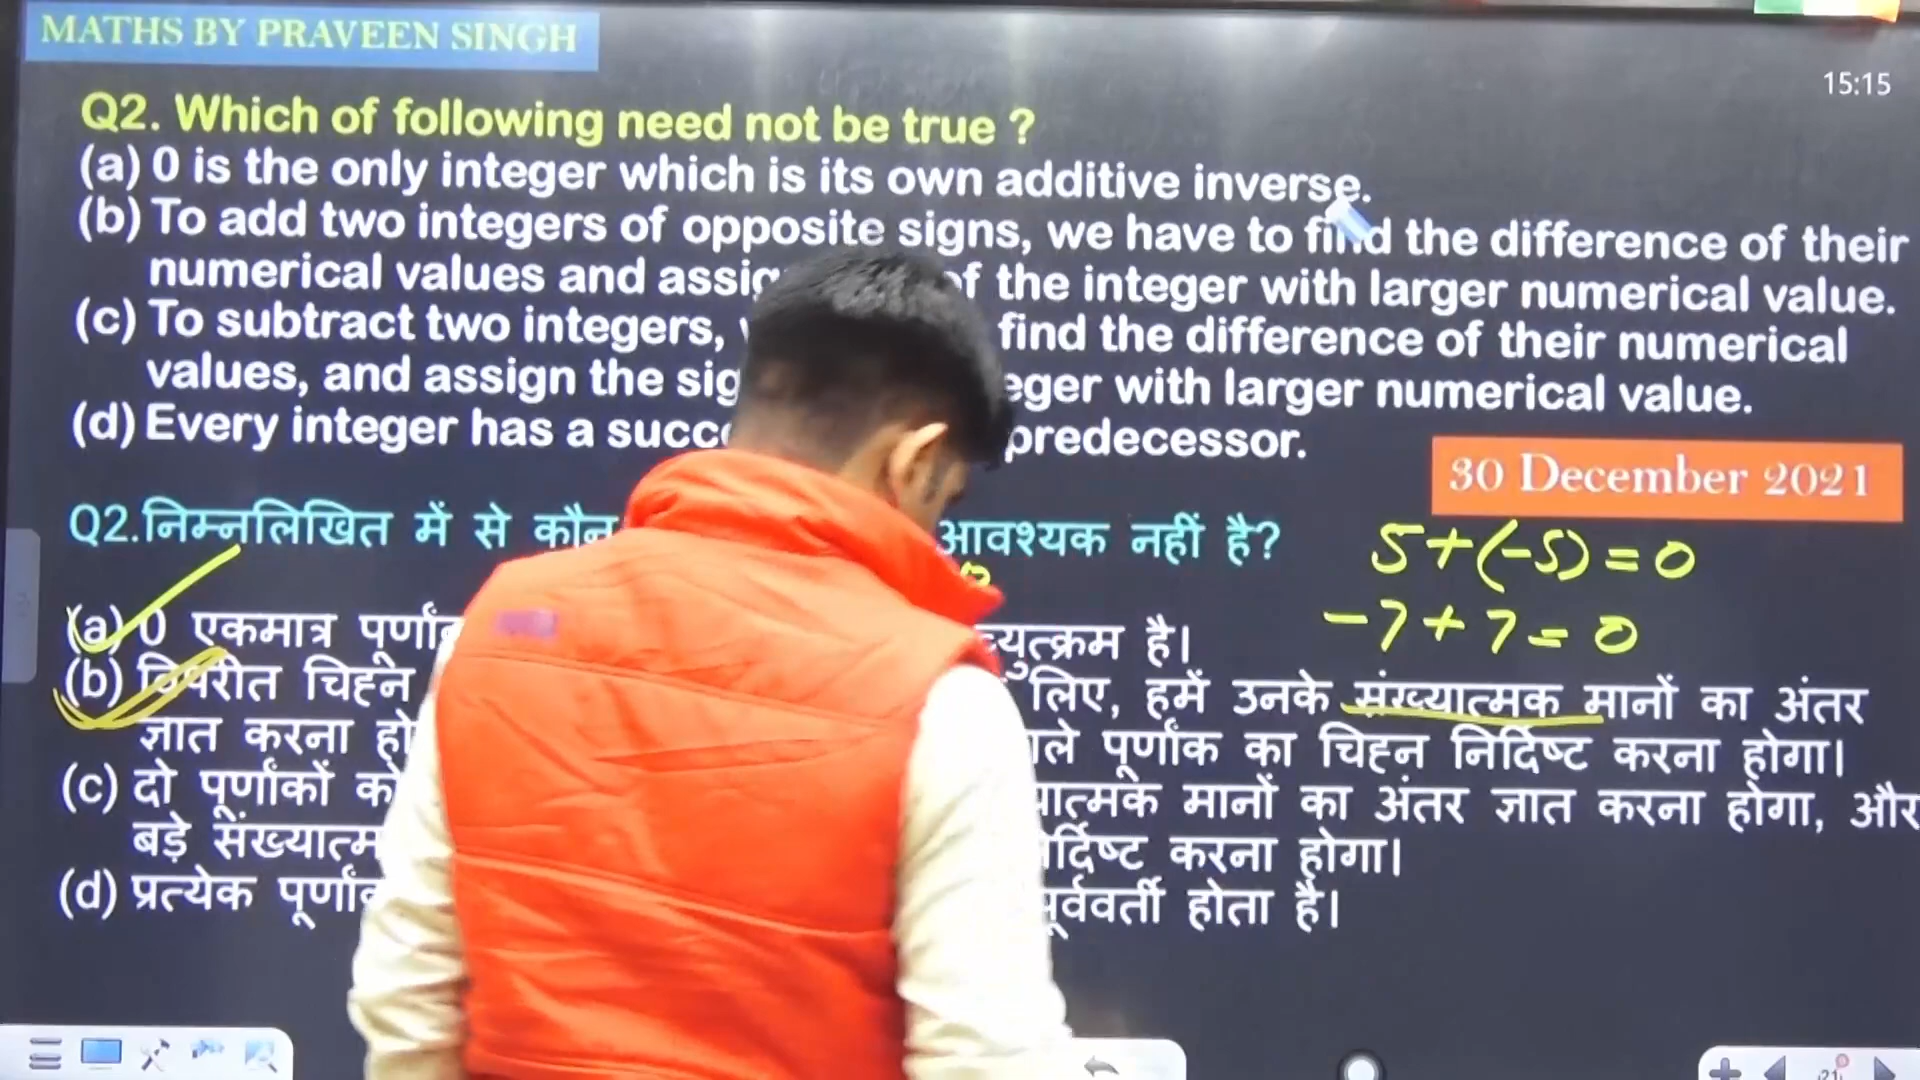 MATHS BY PRAVEEN SINGH
15:15
Q2. Which of following need not be true ?
(a) 0 is the only integer which is its own additive inverse.
(b) To add two integers of opposite signs, we have to find the difference of their
numerical values and of the integer with larger numerical value.
(c) To subtract two integers, find the difference of their numerical
values, and assign the with larger numerical value.
(d) Every integer has a predecessor.
30 December 2021
Q2.निम्नलिखित में से कौन आवश्यक नहीं है?
5+(-5)=0
-7+7=0
(a) 0 एकमात्र है।
(b) विपरीत चिह्न लिए, हमें उनके संख्यात्मक मानों का अंतर
ज्ञात करना पूर्णांक का चिह्न निर्दिष्ट करना होगा।
(c) दो पूर्णांकों मानों का अंतर ज्ञात करना होगा, और
बड़े करना होगा।
(d) प्रत्येक होता है।
21